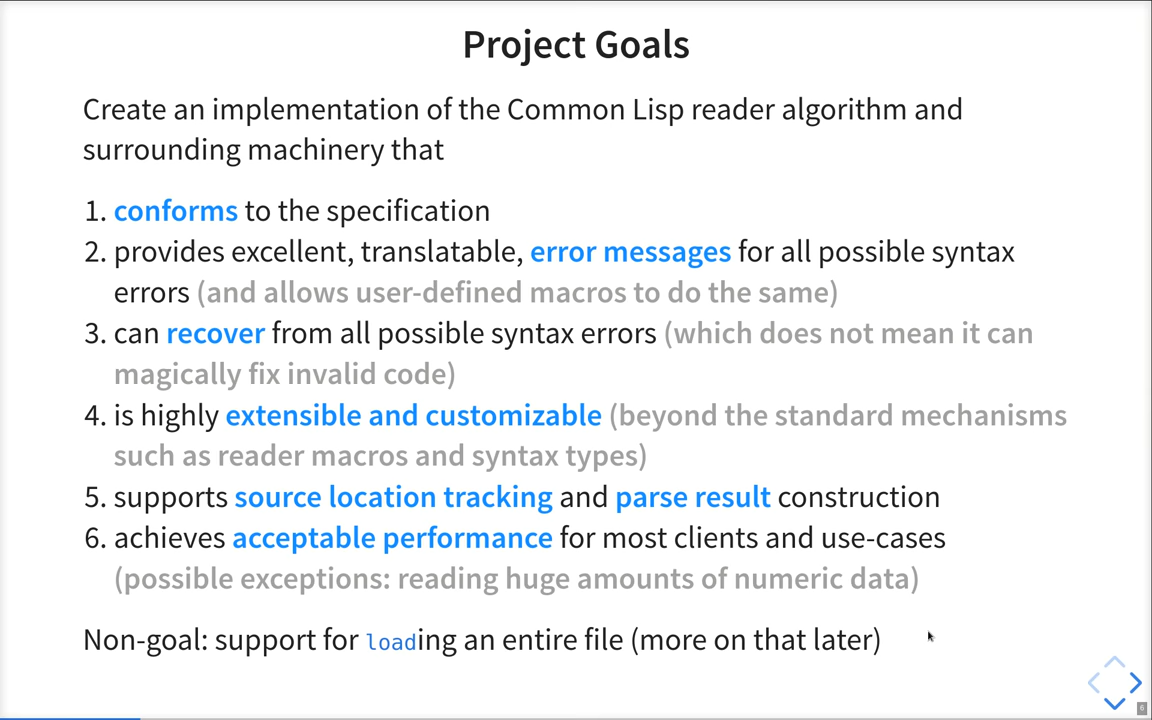 Project Goals
Create an implementation of the Common Lisp reader algorithm and
surrounding machinery that
1. conforms to the specification
2. provides excellent, translatable, error messages for all possible syntax
errors (and allows user-defined macros to do the same)
3. can recover from all possible syntax errors (which does not mean it can
magically fix invalid code)
4. is highly extensible and customizable (beyond the standard mechanisms
such as reader macros and syntax types)
5. supports source location tracking and parse result construction
6. achieves acceptable performance for most clients and use-cases
(possible exceptions: reading huge amounts of numeric data)
Non-goal: support for loading an entire file (more on that later)
6